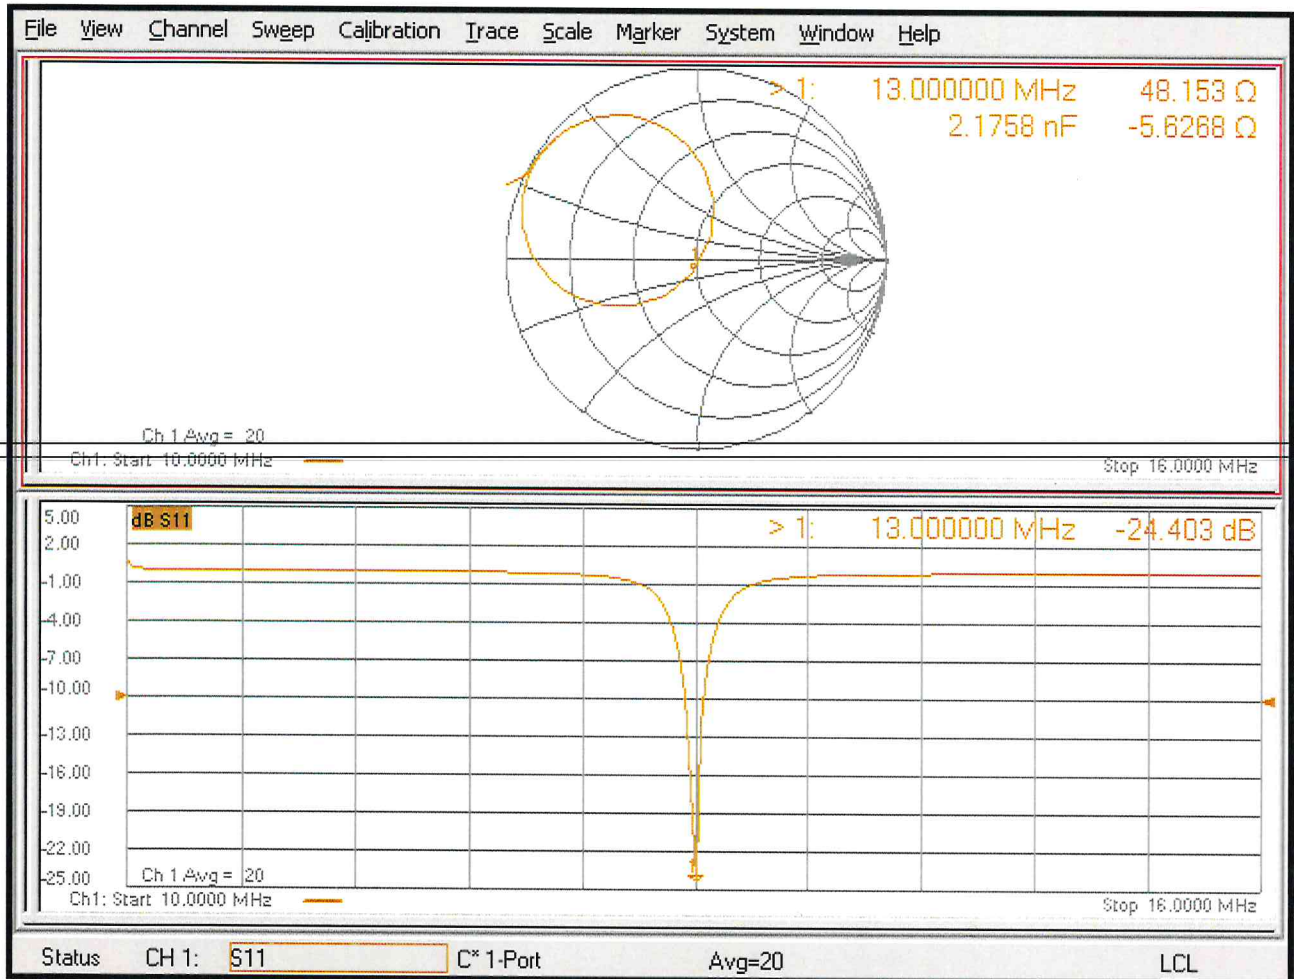 File View Channel Sweep Calibration Trace Scale Marker System Window Help
> 1: 13.000000 MHz 48.153 Ω
2.1758 nF -5.6268 Ω
1
Ch 1 Avg = 20
Ch1: Start 10.0000 MHz Stop 16.0000 MHz
5.00 dB S11 > 1: 13.000000 MHz -24.403 dB
2.00
-1.00
-4.00
-7.00
-10.00
-13.00
-16.00
-19.00
-22.00
1
-25.00 Ch 1 Avg = 20
Ch1: Start 10.0000 MHz Stop 16.0000 MHz
Status CH 1: S11 C* 1-Port Avg=20 LCL